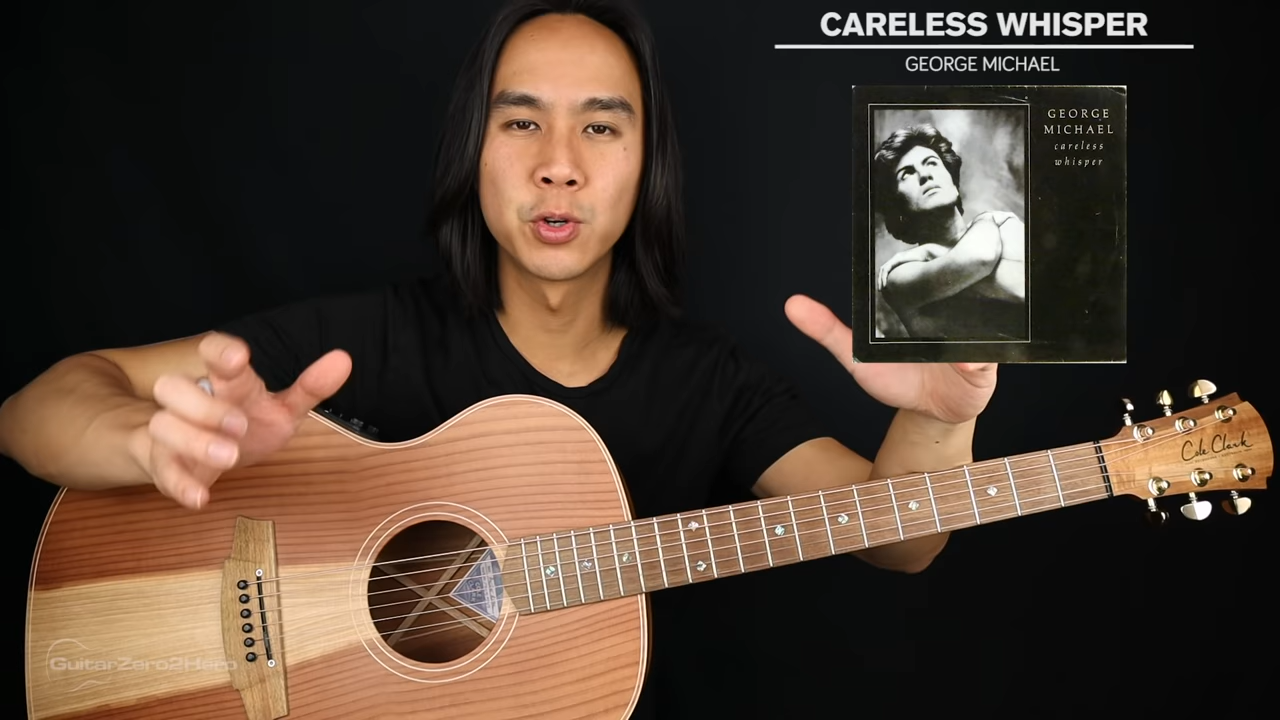 CARELESS WHISPER
GEORGE MICHAEL
GEORGE
MICHAEL
careless
whisper
Cole Clark
GuitarZero2Hero